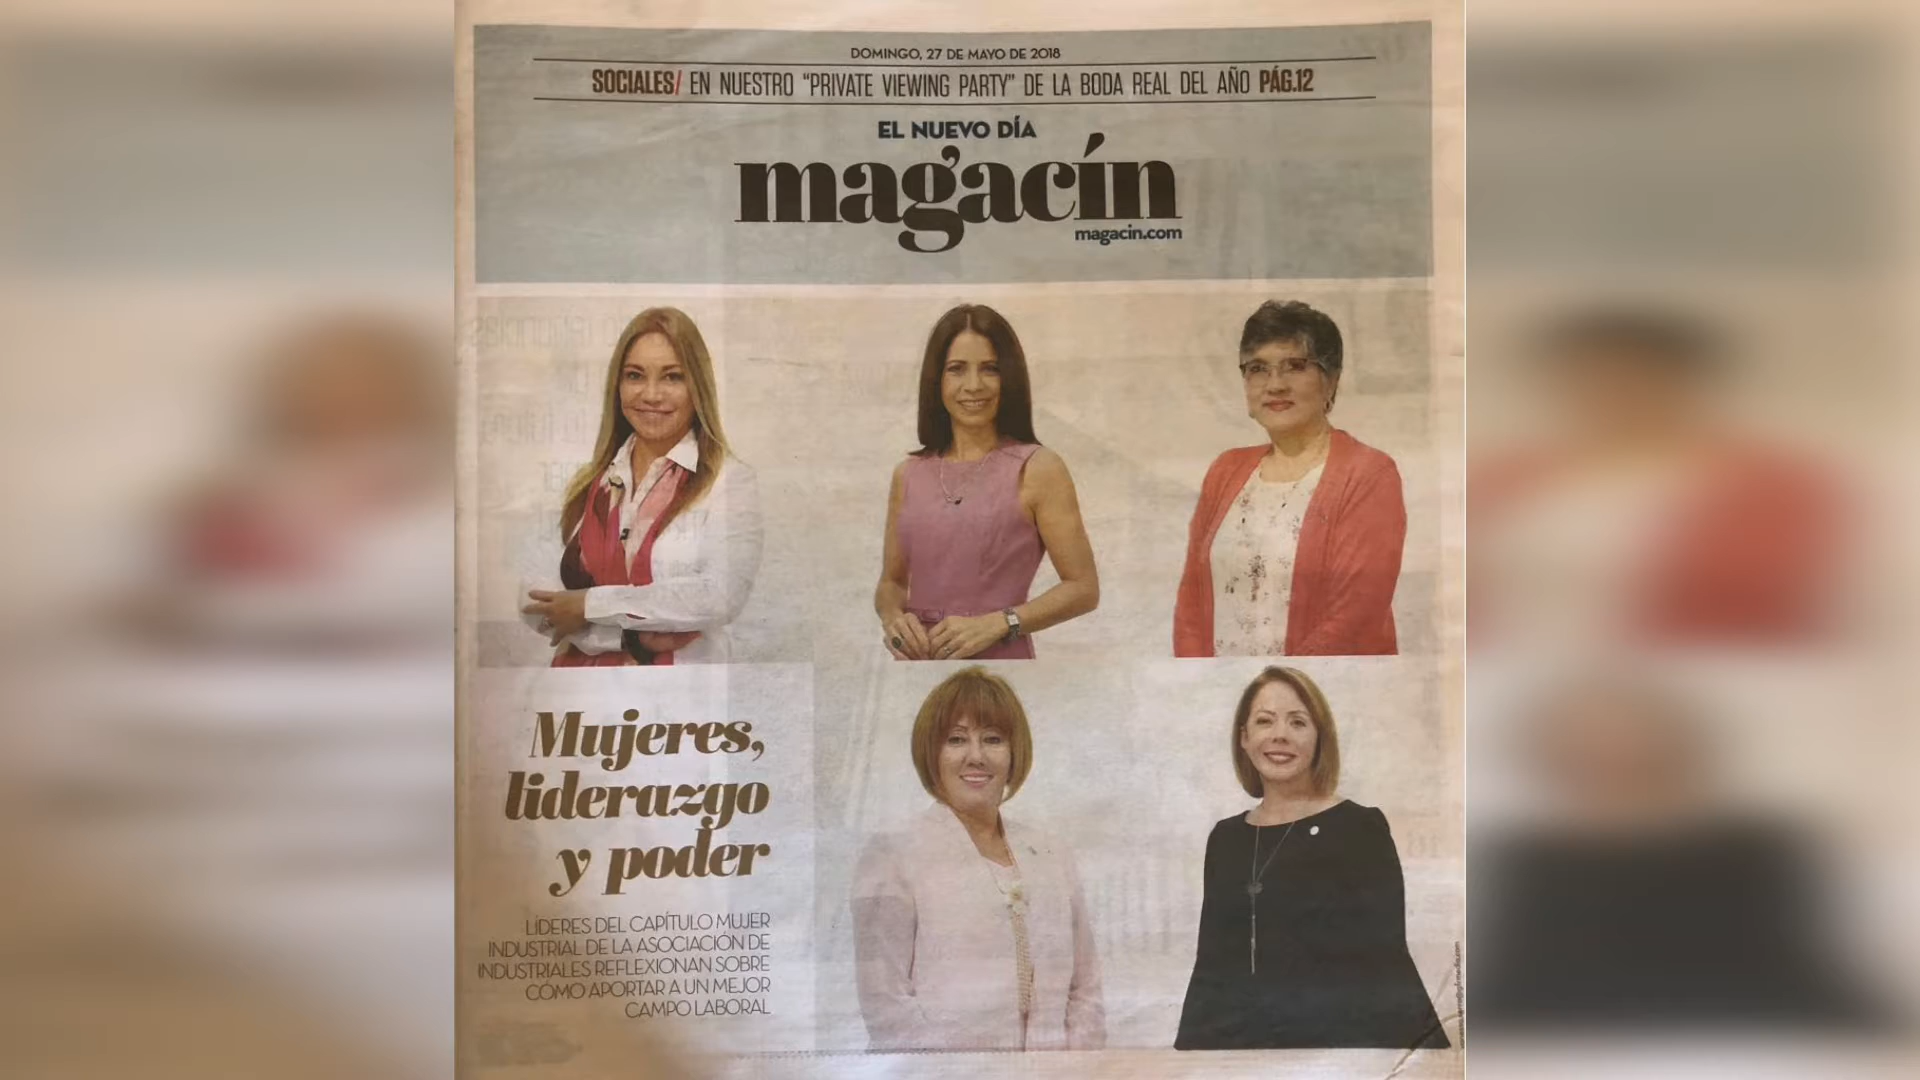 DOMINGO, 27 DE MAYO DE 2018
SOCIALES/ EN NUESTRO “PRIVATE VIEWING PARTY” DE LA BODA REAL DEL AÑO PÁG.12
EL NUEVO DÍA
magacín
magacin.com
Mujeres,
liderazgo
y poder
LÍDERES DEL CAPÍTULO MUJER
INDUSTRIAL DE LA ASOCIACIÓN DE
INDUSTRIALES REFLEXIONAN SOBRE
CÓMO APORTAR A UN MEJOR
CAMPO LABORAL